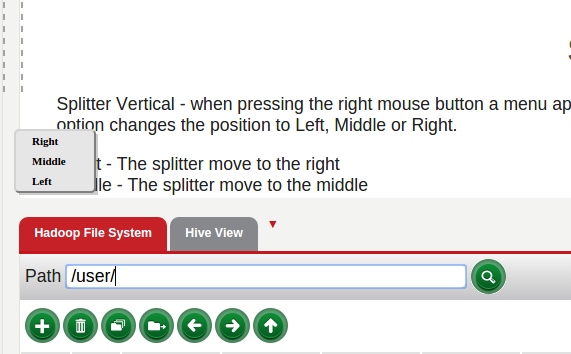 Splitter Vertical - when pressing the right mouse button a menu
option changes the position to Left, Middle or Right.
Right
Middle
Left
- The splitter move to the right
- The splitter move to the middle
Hadoop File System
Hive View
Path
/user/